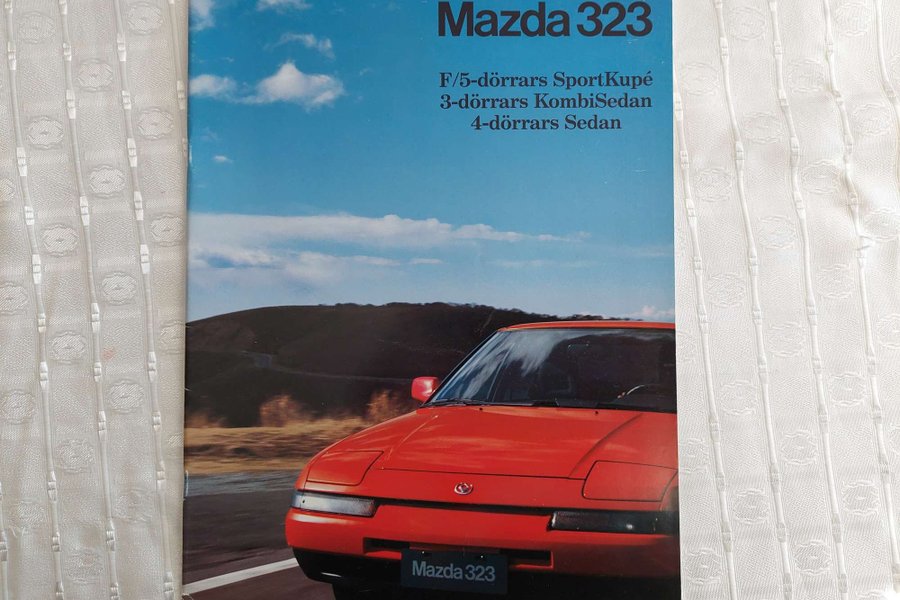 Mazda 323
F/5-dörrars SportKupé
3-dörrars KombiSedan
4-dörrars Sedan
Mazda 323